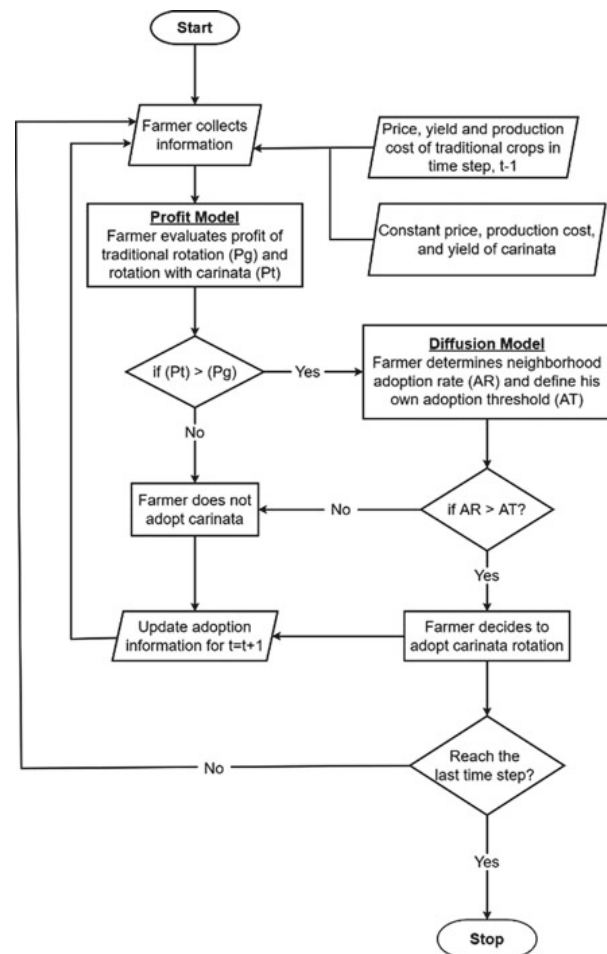 Start
Farmer collects
information
Price, yield and production
cost of traditional crops in
time step, t-1
Constant price, production cost,
and yield of carinata
Profit Model
Farmer evaluates profit of
traditional rotation (Pg) and
rotation with carinata (Pt)
Diffusion Model
Farmer determines neighborhood
adoption rate (AR) and define his
own adoption threshold (AT)
if (Pt) > (Pg)
Yes
No
Farmer does not
adopt carinata
No
if AR > AT?
Yes
Update adoption
information for t=t+1
Farmer decides to
adopt carinata rotation
Reach the
last time step?
No
Yes
Stop